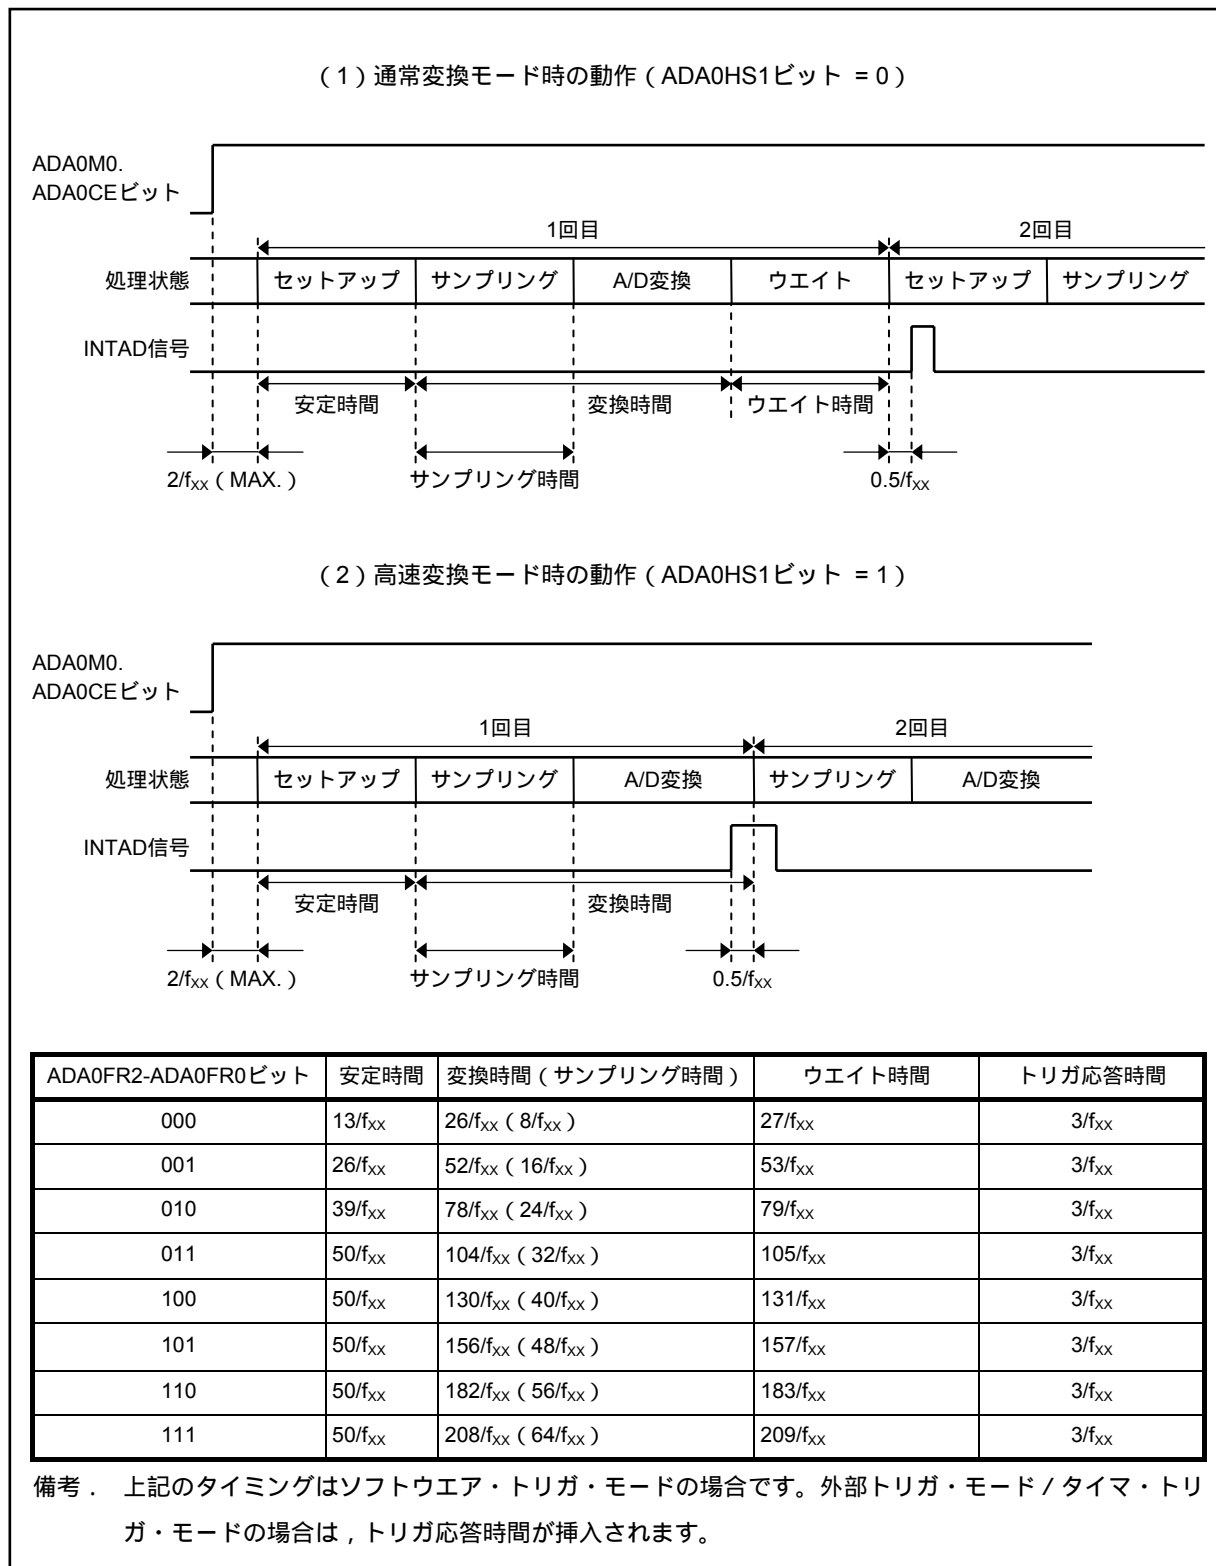 （1）通常変換モード時の動作（ADA0HS1ビット = 0）
ADA0M0.
ADA0CEビット
1回目 2回目
処理状態 セットアップ サンプリング A/D変換 ウエイト セットアップ サンプリング
INTAD信号
安定時間 変換時間 ウエイト時間
2/fXX（MAX.） サンプリング時間 0.5/fXX
（2）高速変換モード時の動作（ADA0HS1ビット = 1）
ADA0M0.
ADA0CEビット
1回目 2回目
処理状態 セットアップ サンプリング A/D変換 サンプリング A/D変換
INTAD信号
安定時間 変換時間
2/fXX（MAX.） サンプリング時間 0.5/fXX
ADA0FR2-ADA0FR0ビット 安定時間 変換時間（サンプリング時間） ウエイト時間 トリガ応答時間
000 13/fXX 26/fXX（8/fXX） 27/fXX 3/fXX
001 26/fXX 52/fXX（16/fXX） 53/fXX 3/fXX
010 39/fXX 78/fXX（24/fXX） 79/fXX 3/fXX
011 50/fXX 104/fXX（32/fXX） 105/fXX 3/fXX
100 50/fXX 130/fXX（40/fXX） 131/fXX 3/fXX
101 50/fXX 156/fXX（48/fXX） 157/fXX 3/fXX
110 50/fXX 182/fXX（56/fXX） 183/fXX 3/fXX
111 50/fXX 208/fXX（64/fXX） 209/fXX 3/fXX
備考． 上記のタイミングはソフトウエア・トリガ・モードの場合です。外部トリガ・モード／タイマ・トリ
ガ・モードの場合は，トリガ応答時間が挿入されます。